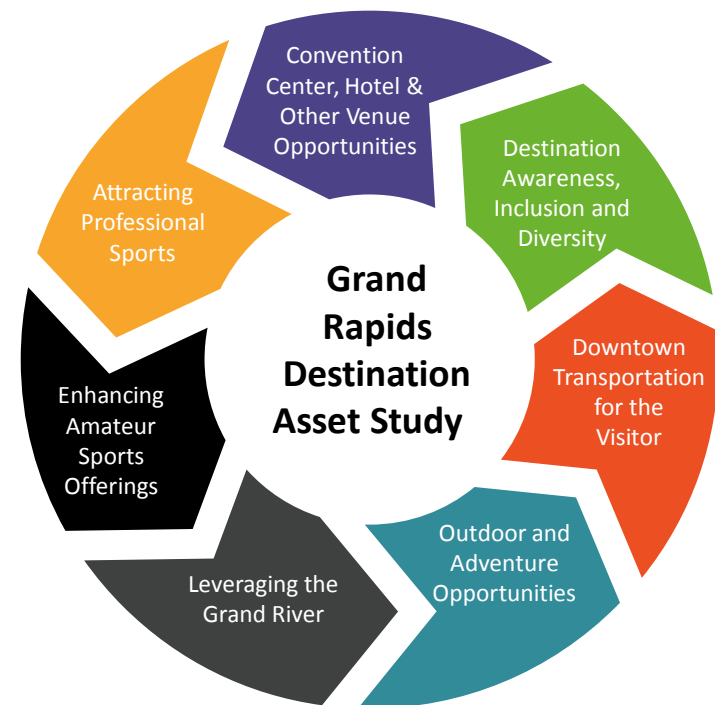 Convention
Center, Hotel &
Other Venue
Opportunities
Destination
Awareness,
Inclusion and
Diversity
Downtown
Transportation
for the
Visitor
Outdoor and
Adventure
Opportunities
Leveraging the
Grand River
Enhancing
Amateur
Sports
Offerings
Attracting
Professional
Sports
Grand
Rapids
Destination
Asset Study